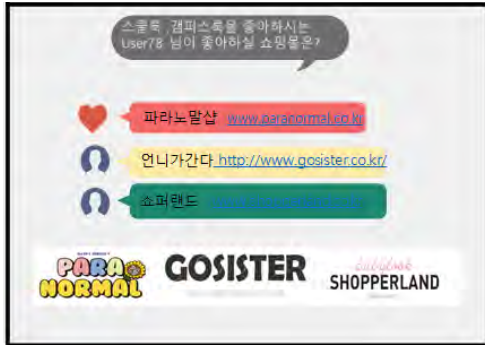 스쿨룩 ,캠퍼스룩을 좋아하시는
User78 님이 좋아하실 쇼핑몰은?
파라노말샵 www.paranormal.co.kr
언니가간다 http://www.gosister.co.kr/
쇼퍼랜드
PARA
NORMAL
GOSISTER
SHOPPERLAND